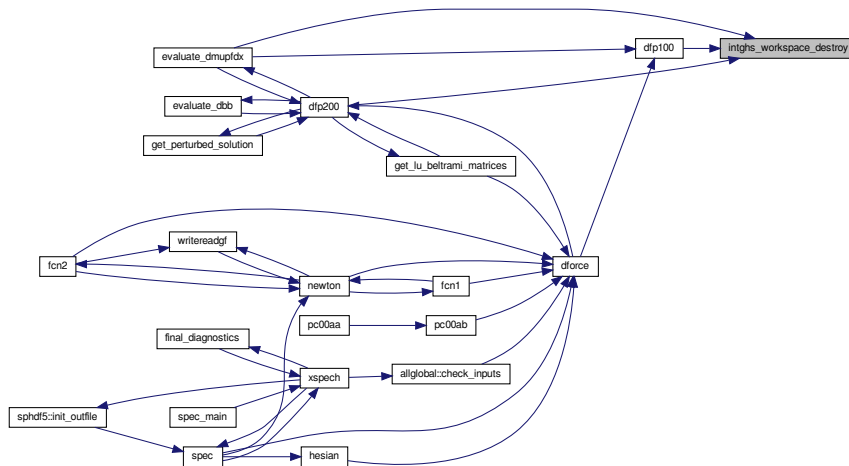 intghs_workspace_destroy
dfp100
evaluate_dmupfdx
evaluate_dbb
dfp200
get_perturbed_solution
get_lu_beltrami_matrices
writereadgf
fcn2
dforce
newton
fcn1
pc00aa
pc00ab
final_diagnostics
allglobal::check_inputs
xspech
sphdf5::init_outfile
spec_main
spec
hesian